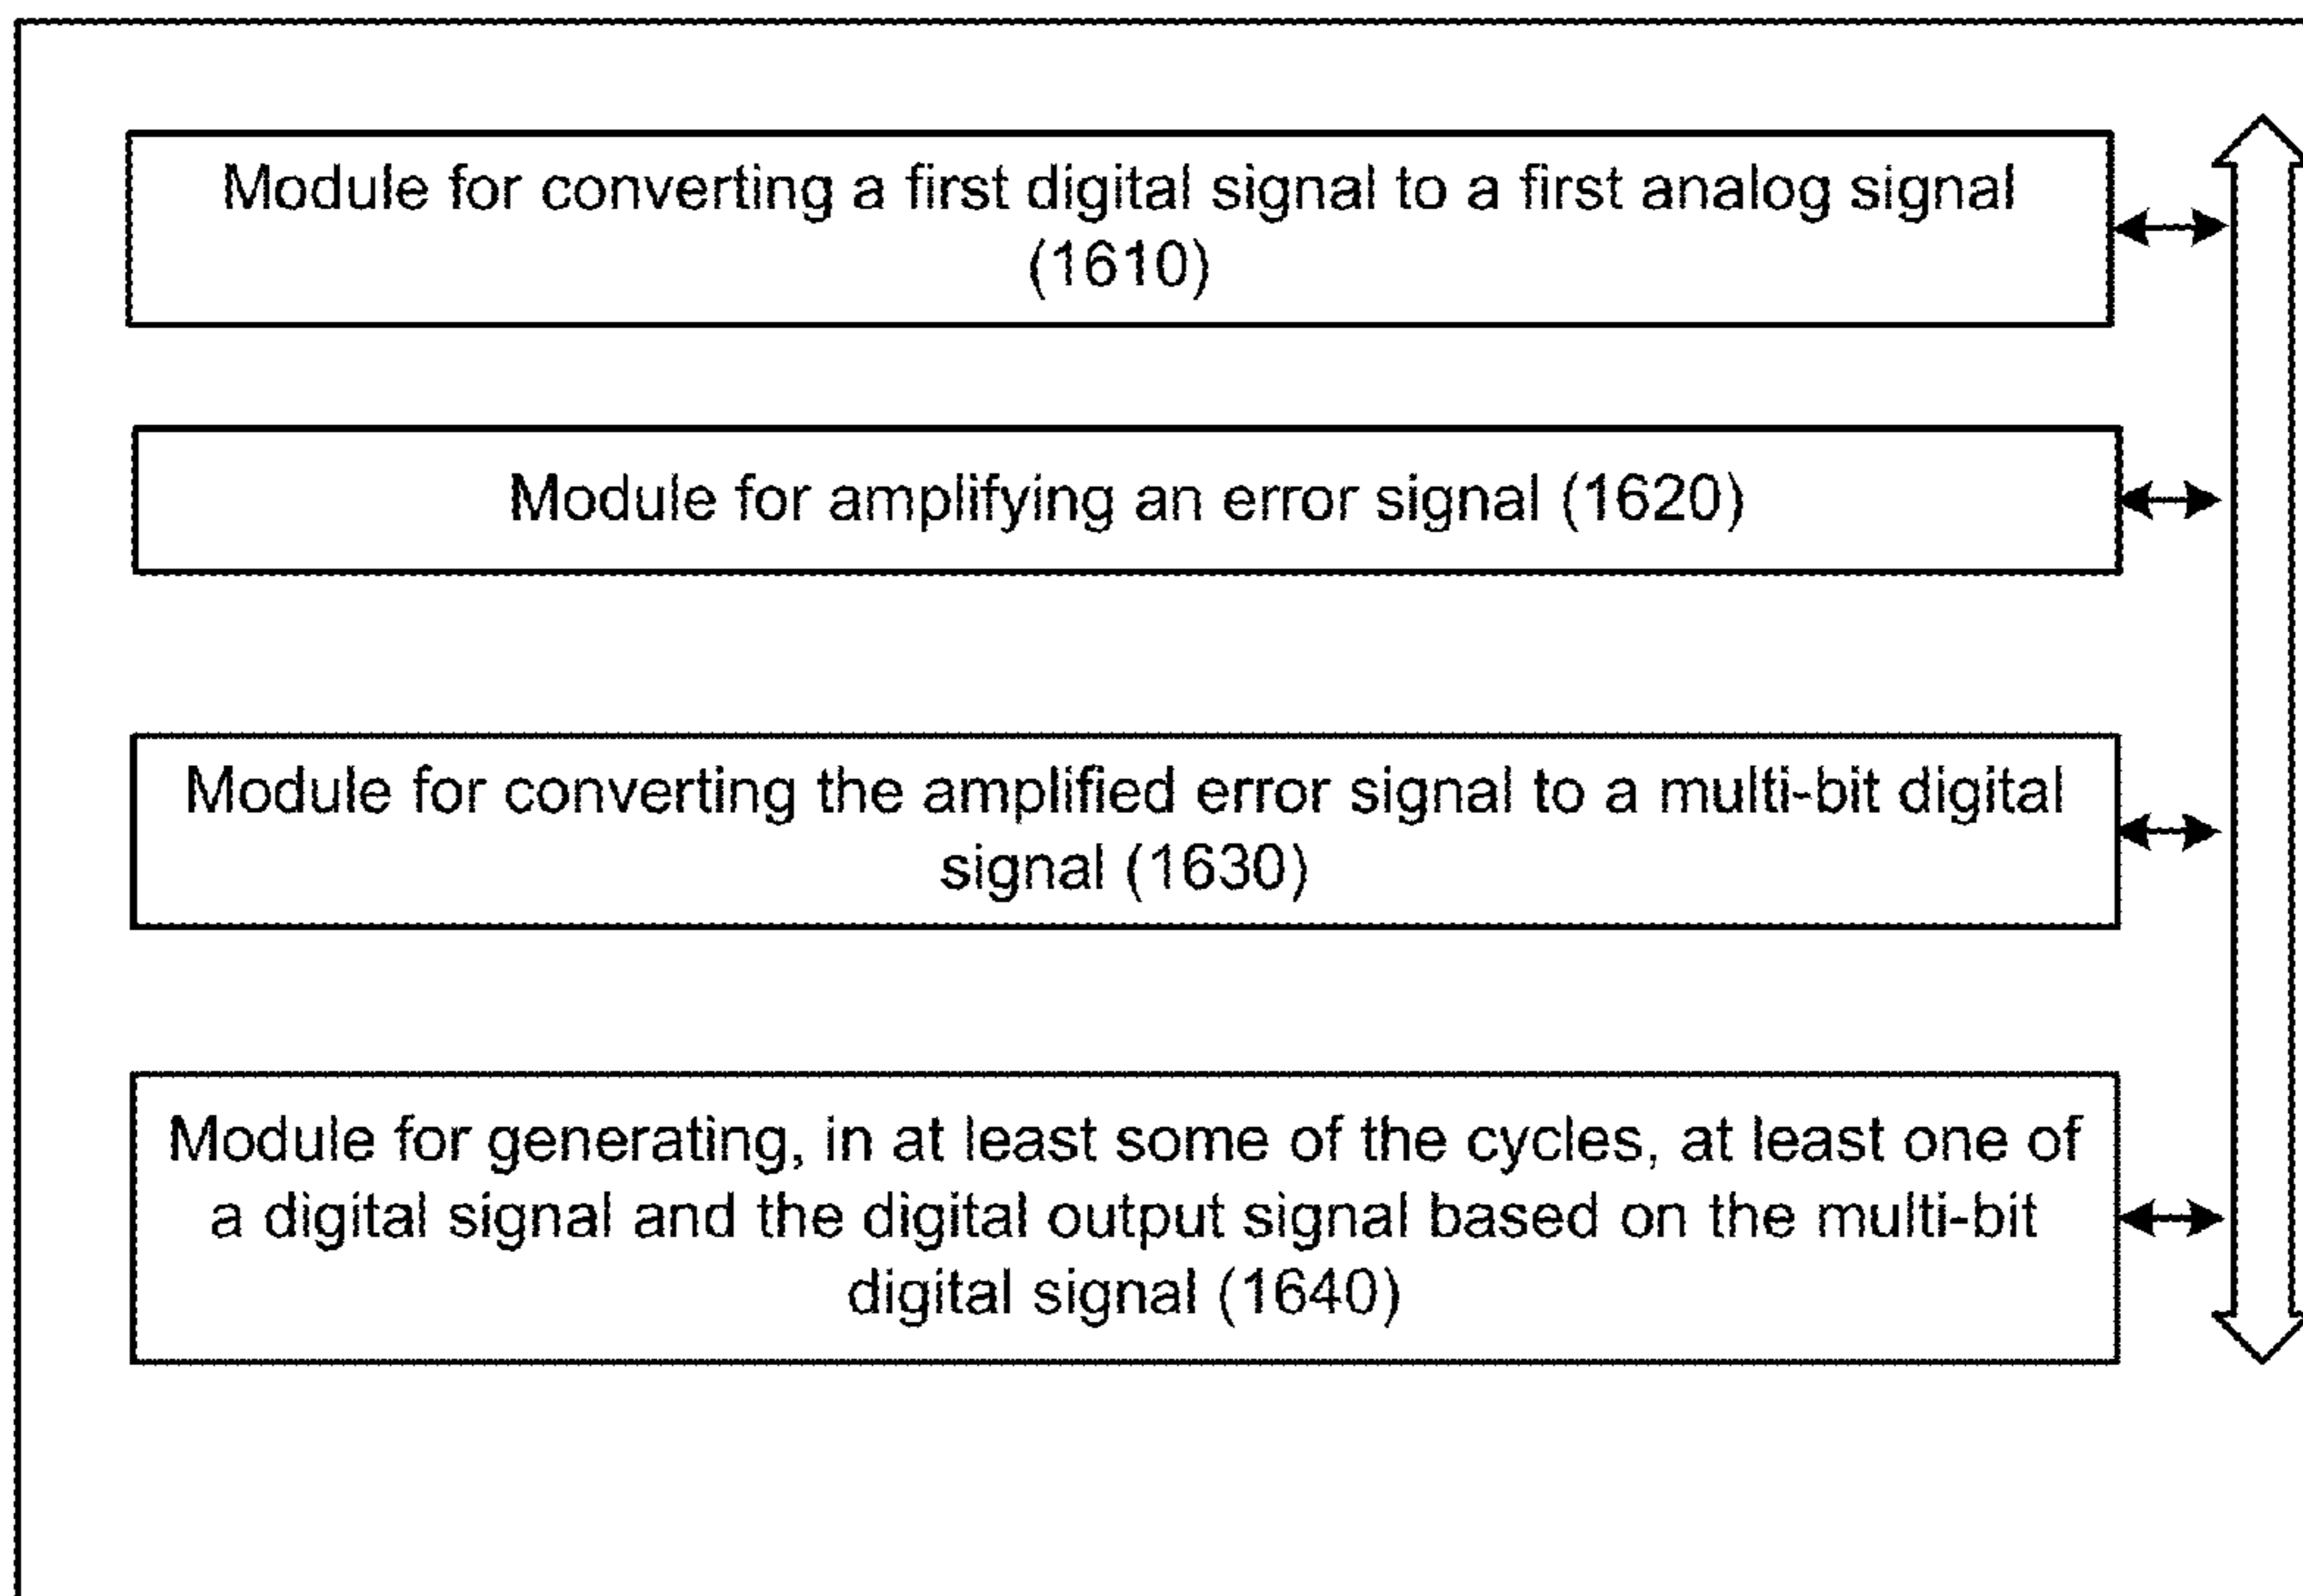 Module for converting a first digital signal to a first analog signal
(1610)
Module for amplifying an error signal (1620)
Module for converting the amplified error signal to a multi-bit digital
signal (1630)
Module for generating, in at least some of the cycles, at least one of
a digital signal and the digital output signal based on the multi-bit
digital signal (1640)